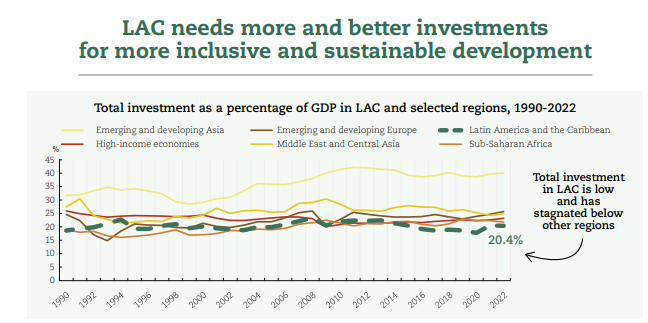 LAC needs more and better investments
for more inclusive and sustainable development
Total investment as a percentage of GDP in LAC and selected regions, 1990-2022
Emerging and developing Asia
Emerging and developing Europe
Latin America and the Caribbean
High-income economies
Middle East and Central Asia
Sub-Saharan Africa
%
45
40
35
30
25
20
15
10
5
0
1990
1992
1994
1996
1998
2000
2002
2004
2006
2008
2010
2012
2014
2016
2018
2020
2022
20.4%
Total investment
in LAC is low
and has
stagnated below
other regions